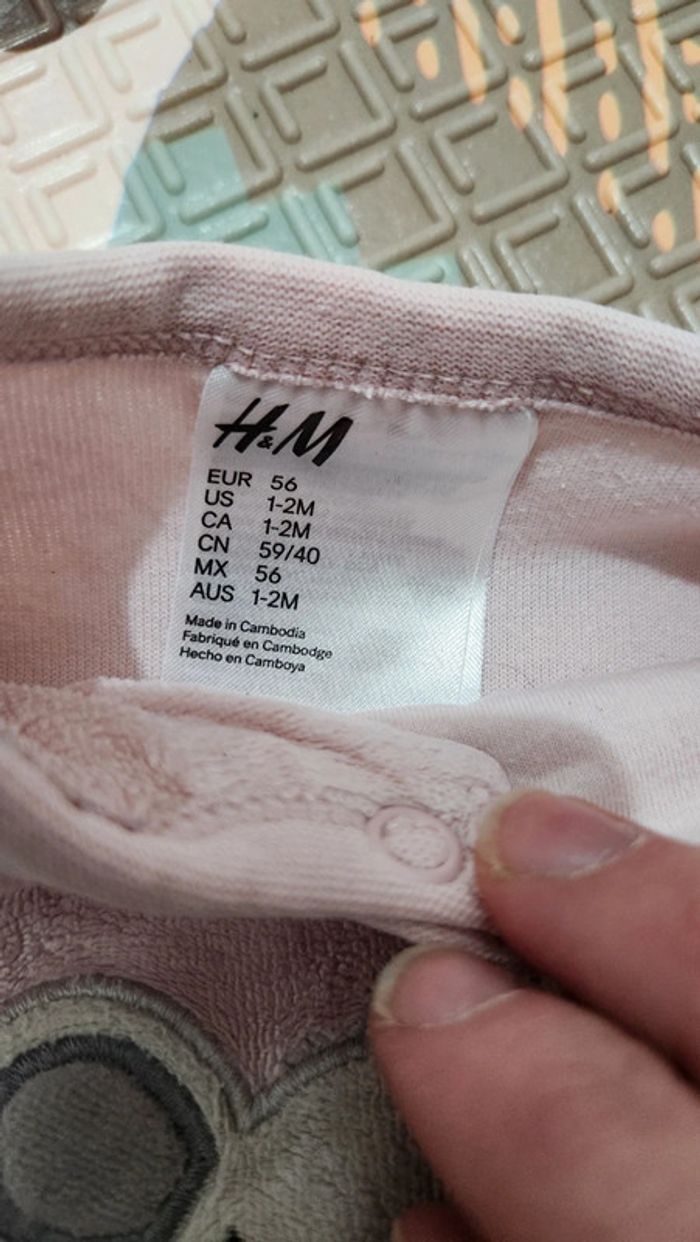 H&M
EUR 56
US 1-2M
CA 1-2M
CN 59/40
MX 56
AUS 1-2M
Made in Cambodia
Fabriqué en Cambodge
Hecho en Camboya